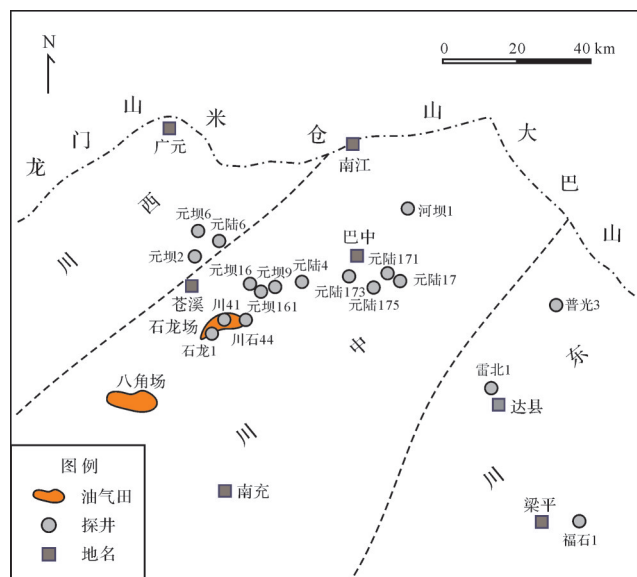 N
0 20 40 km
龙门山
米仓山
大巴山
广元
南江
川西
元坝6
元陆6
元坝2
河坝1
巴中
元陆171
元坝16
元坝9
元陆4
元陆17
元陆173
元陆175
元坝161
苍溪
川41
石龙场
川石44
石龙1
普光3
川中
川东
雷北1
达县
八角场
南充
梁平
福石1
图例
油气田
探井
地名